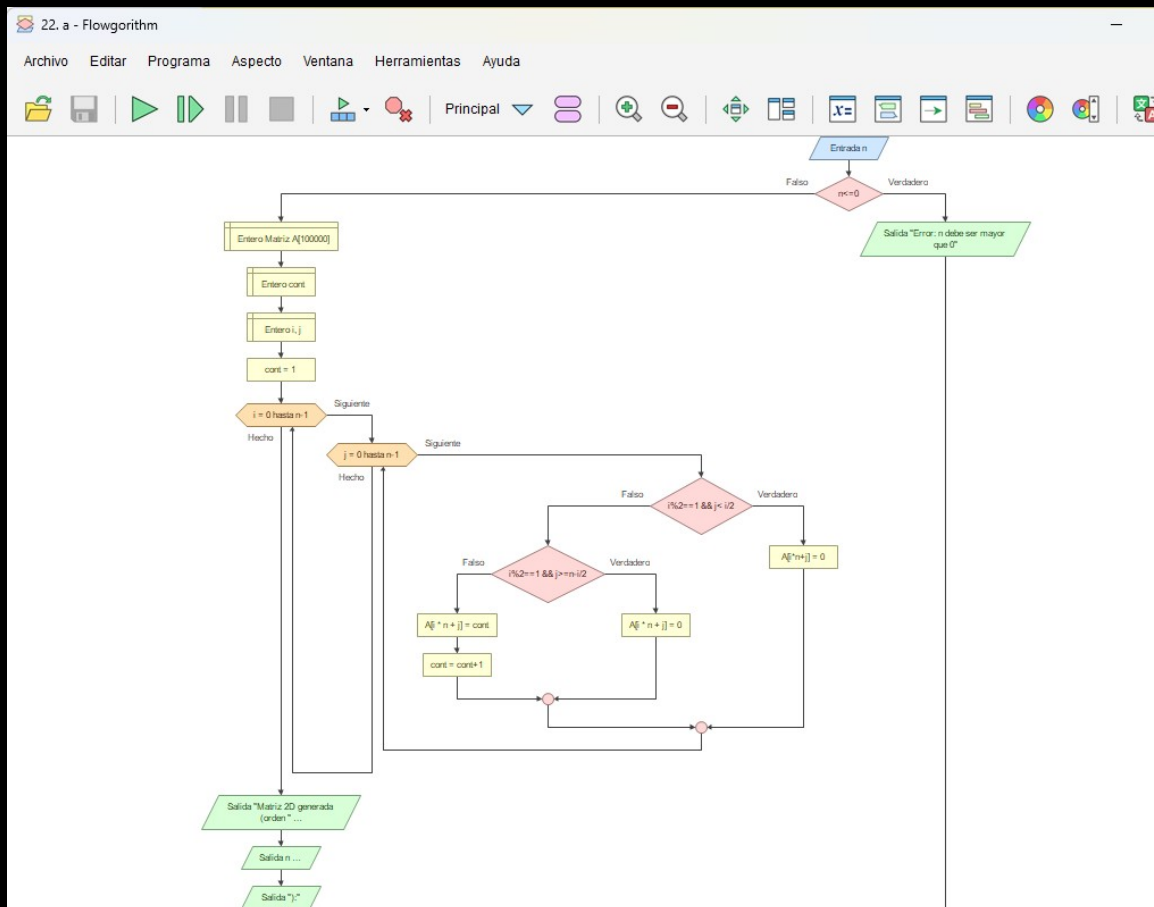 22. a - Flowgorithm
Archivo Editar Programa Aspecto Ventana Herramientas Ayuda
Principal
x=
Entrada n
Falso
Verdadero
n<=0
Entero Matriz A[100000]
Salida "Error: n debe ser mayor
que 0"
Entero cont
Entero i, j
cont = 1
i = 0 hasta n-1
Siguiente
Hecho
j = 0 hasta n-1
Siguiente
Hecho
Falso
Verdadero
i%2==1 && j< i/2
A[i*n+j] = 0
Falso
Verdadero
i%2==1 && j>=n-i/2
A[i * n + j] = cont
A[i * n + j] = 0
cont = cont+1
Salida "Matriz 2D generada
(orden " ...
Salida n ...
Salida "):"